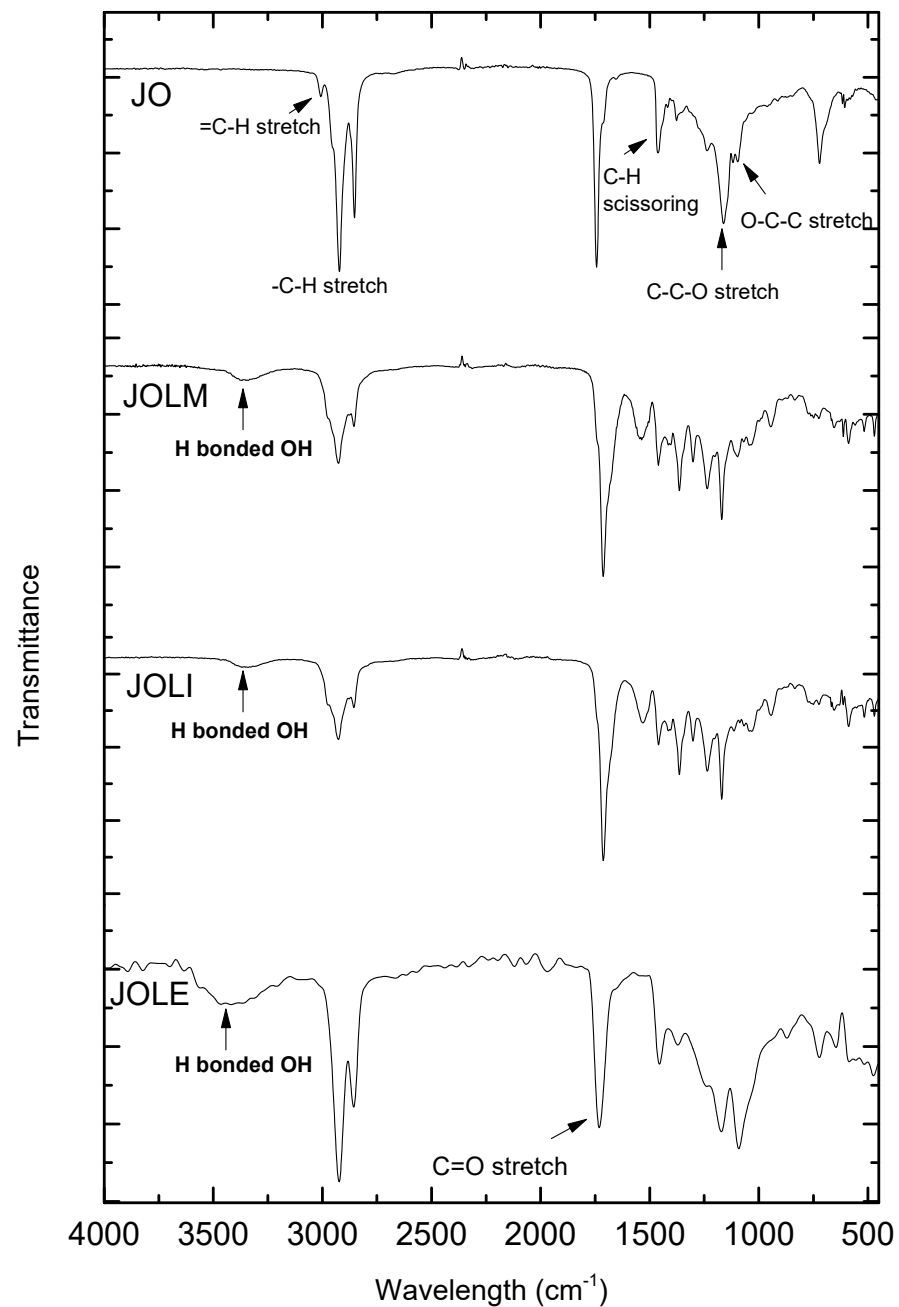 JO
=C-H stretch
-C-H stretch
C-H
scissoring
O-C-C stretch
C-C-O stretch
JOLM
H bonded OH
JOLI
H bonded OH
JOLE
H bonded OH
C=O stretch
Transmittance
4000 3500 3000 2500 2000 1500 1000 500
Wavelength (cm⁻¹)